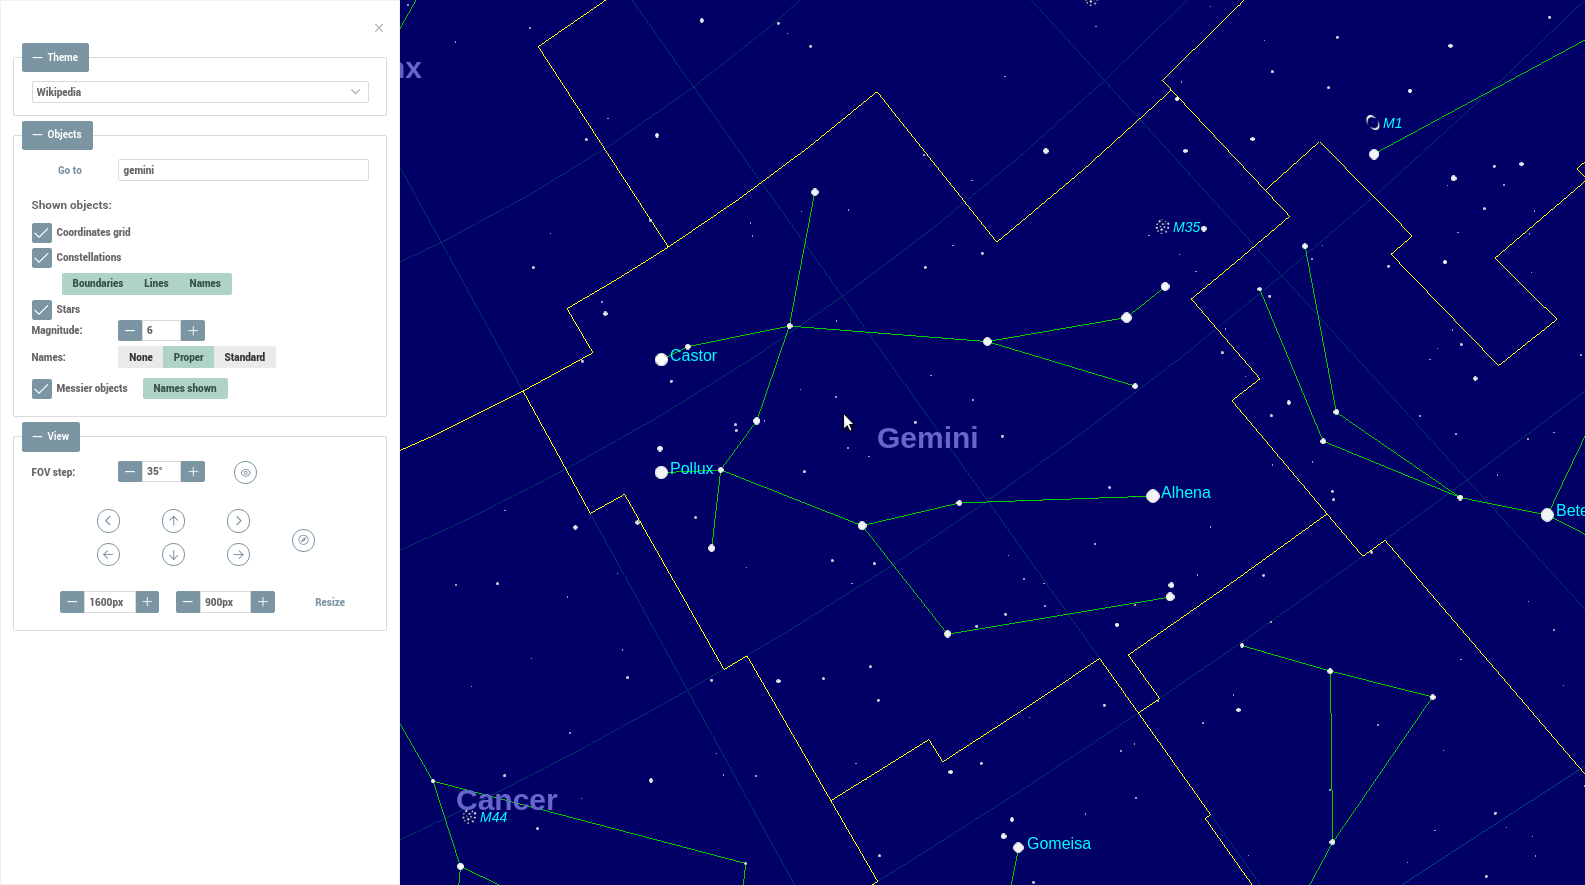 Theme
Wikipedia
Objects
Go to
gemini
Shown objects:
Coordinates grid
Constellations
Boundaries Lines Names
Stars
Magnitude: 6
Names: None Proper Standard
Messier objects Names shown
View
FOV step: 35°
1600px 900px Resize
nx
M1
M35
Castor
Gemini
Pollux
Alhena
Bete
Cancer
M44
Gomeisa